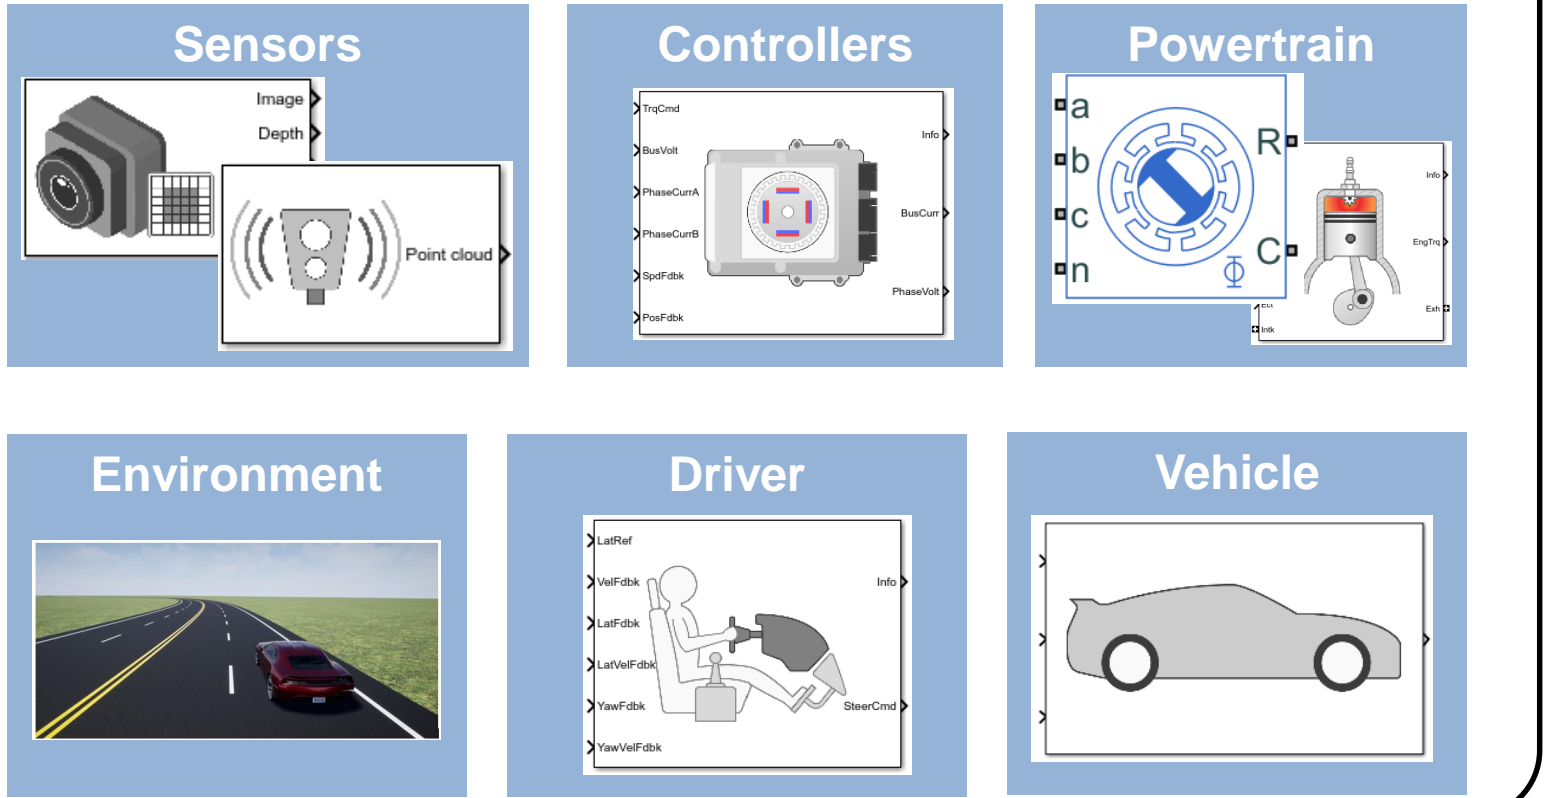 Sensors
Image
Depth
Point cloud
Controllers
TrqCmd
BusVolt
PhaseCurrA
PhaseCurrB
SpdFdbk
PosFdbk
Info
BusCurr
PhaseVolt
Powertrain
a
b
c
n
R
C
Φ
Info
EngTrq
Exh
Ect
Intk
Environment
Driver
LatRef
VelFdbk
LatFdbk
LatVelFdbk
YawFdbk
YawVelFdbk
Info
SteerCmd
Vehicle